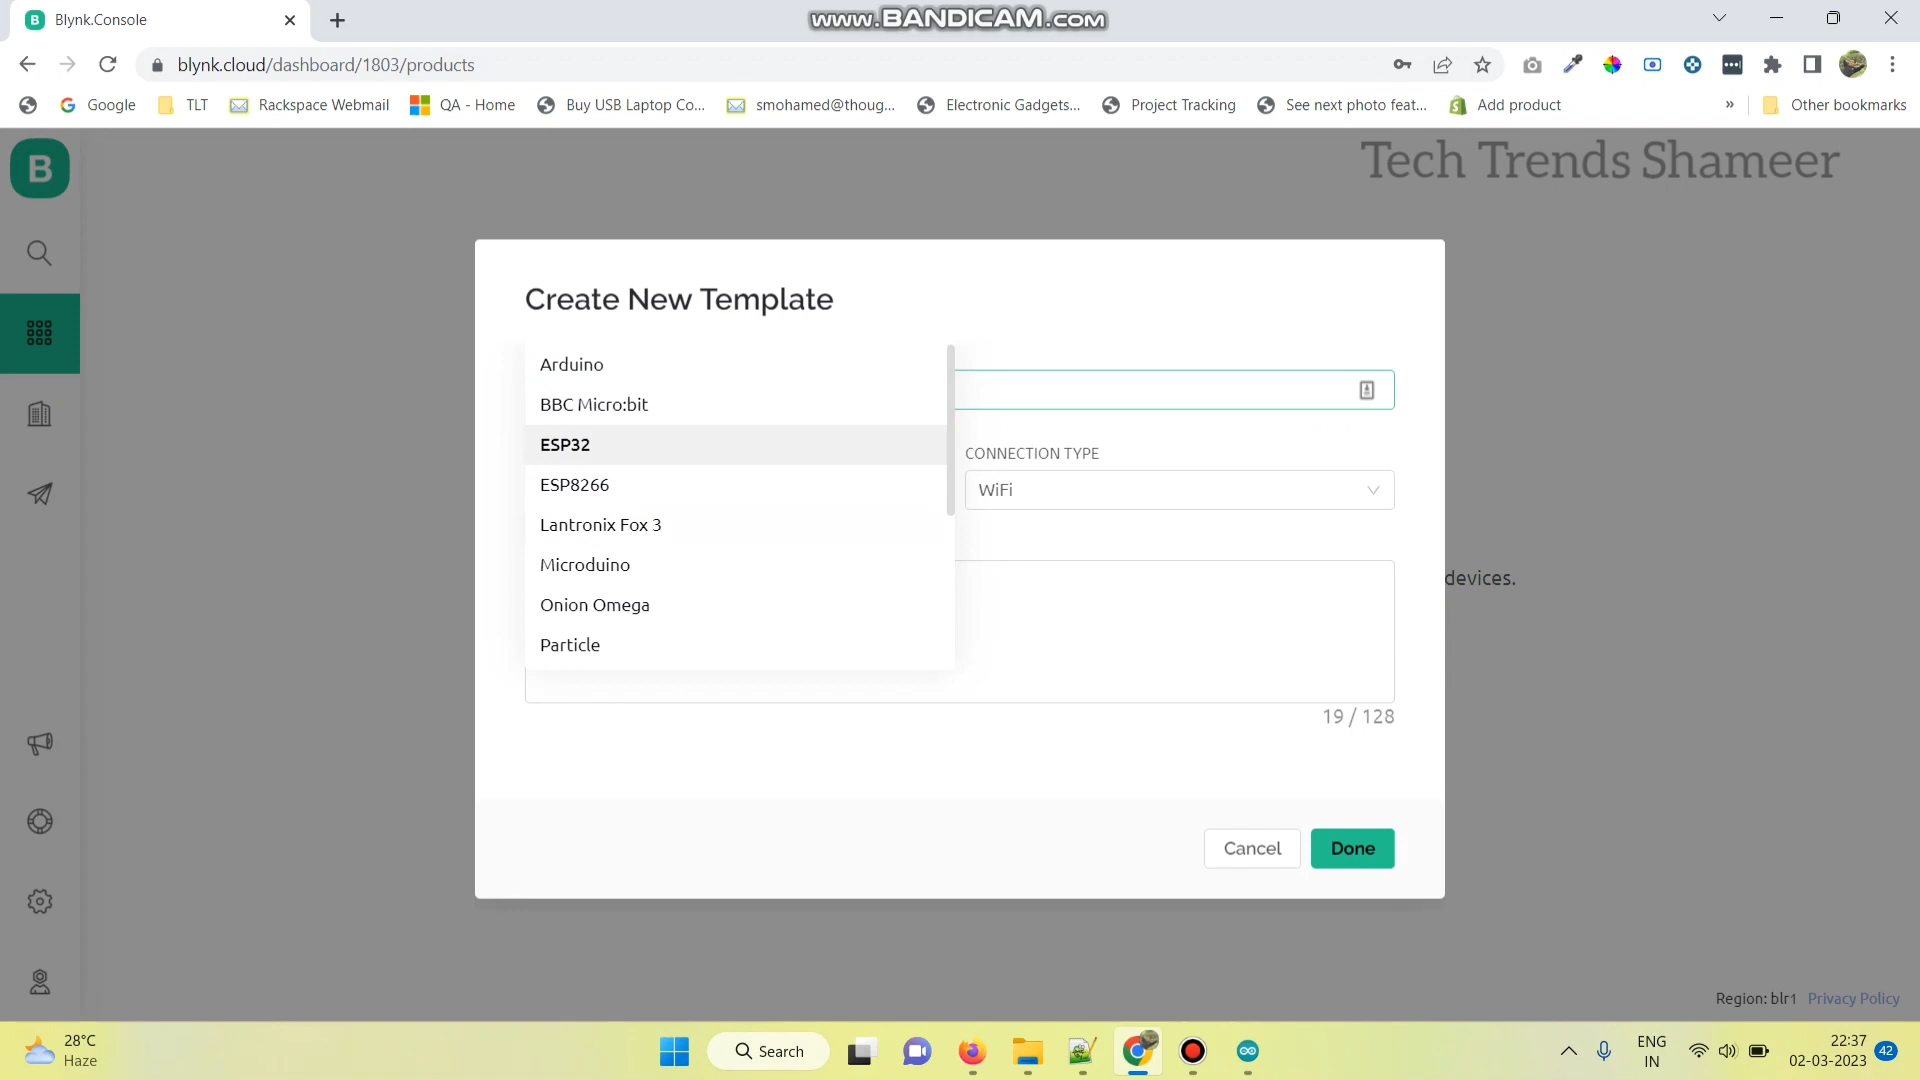 B
Blynk.Console
www.BANDICAM.com
blynk.cloud/dashboard/1803/products
Google
TLT
Rackspace Webmail
QA - Home
Buy USB Laptop Co...
smohamed@thoug...
Electronic Gadgets...
Project Tracking
See next photo feat...
Add product
»
Other bookmarks
B
Tech Trends Shameer
Create New Template
Arduino
BBC Micro:bit
ESP32
ESP8266
Lantronix Fox 3
Microduino
Onion Omega
Particle
CONNECTION TYPE
WiFi
devices.
19 / 128
Cancel
Done
Region: blr1 Privacy Policy
28°C
Haze
Search
ENG
IN
22:37
02-03-2023
42